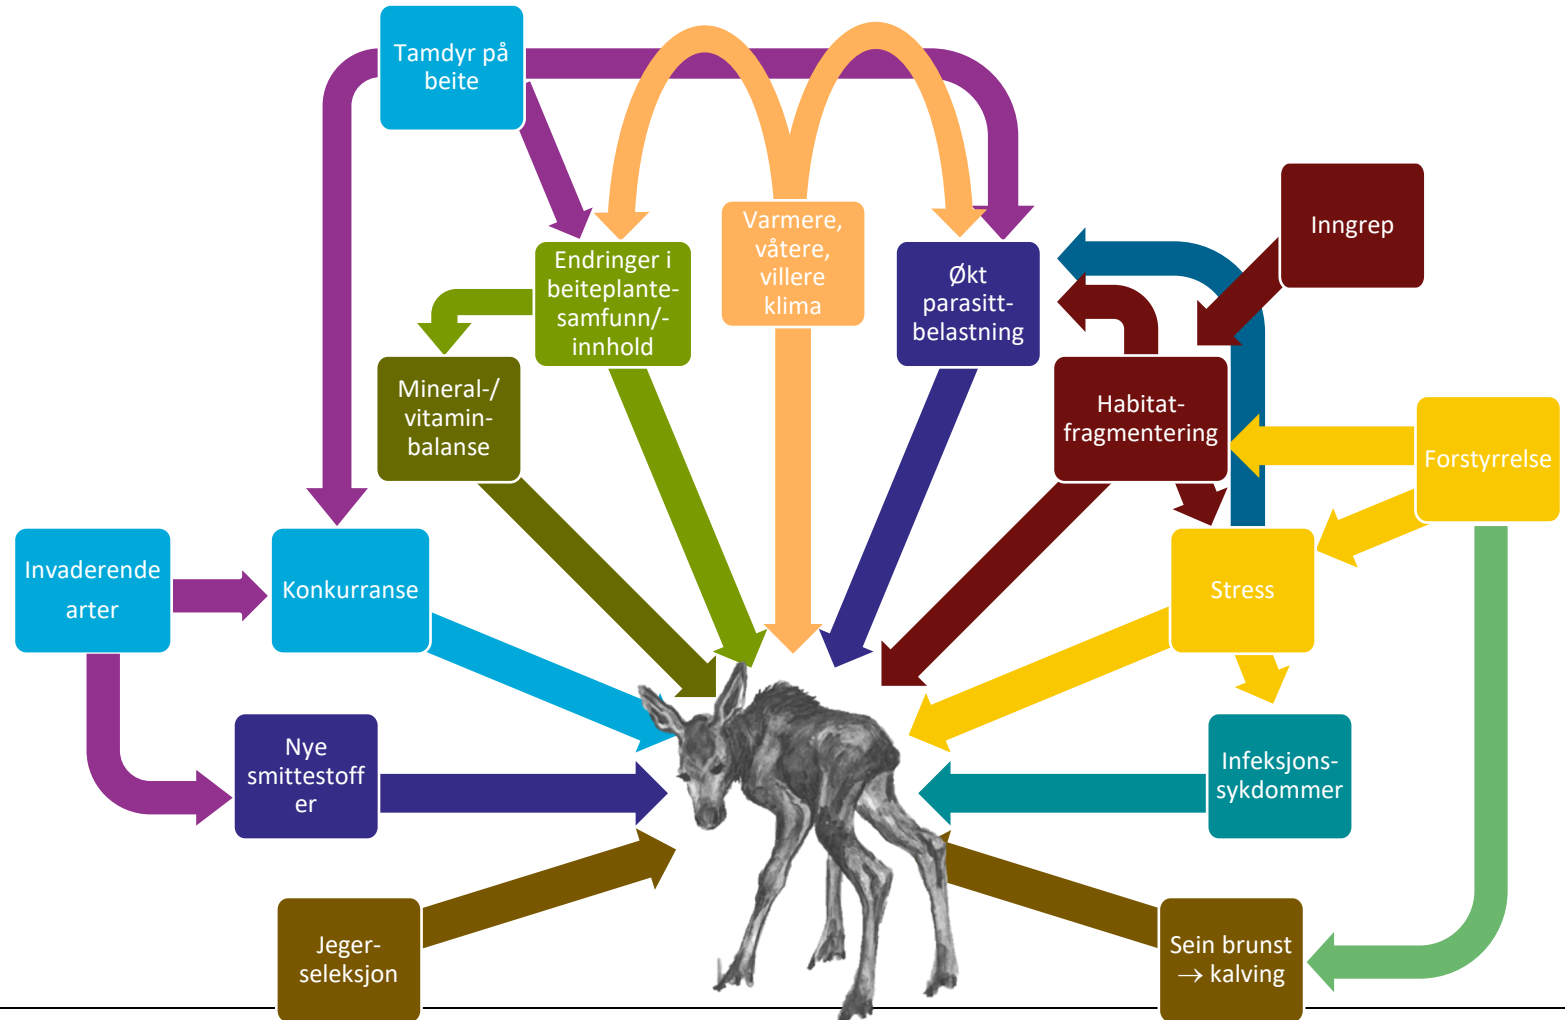 Tamdyr på
beite
Varmere,
våtere,
villere
klima
Inngrep
Endringer i
beiteplante-
samfunn/-
innhold
Økt
parasitt-
belastning
Mineral-/
vitamin-
balanse
Habitat-
fragmentering
Forstyrrelse
Invaderende
arter
Konkurranse
Stress
Nye
smittestoff
er
Infeksjons-
sykdommer
Jeger-
seleksjon
Sein brunst
→ kalving